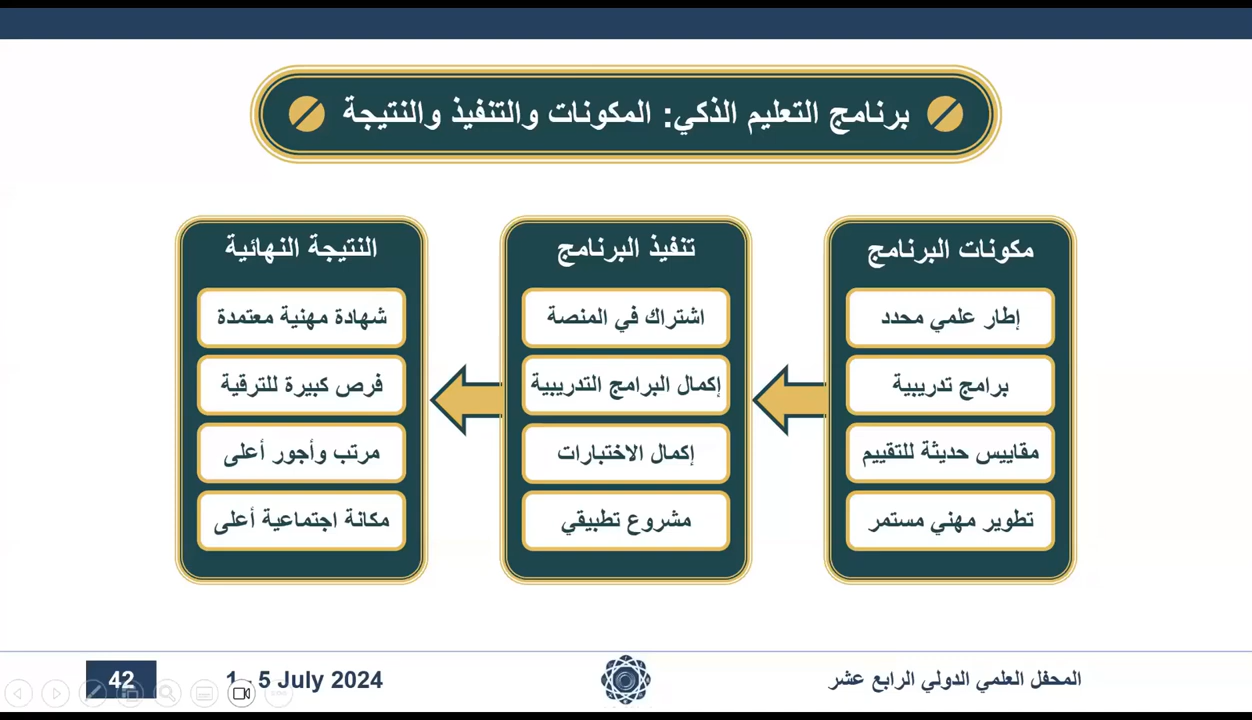 برنامج التعليم الذكي: المكونات والتنفيذ والنتيجة
مكونات البرنامج
إطار علمي محدد
برامج تدريبية
مقاييس حديثة للتقييم
تطوير مهني مستمر
تنفيذ البرنامج
اشتراك في المنصة
إكمال البرامج التدريبية
إكمال الاختبارات
مشروع تطبيقي
النتيجة النهائية
شهادة مهنية معتمدة
فرص كبيرة للترقية
مرتب وأجور أعلى
مكانة اجتماعية أعلى
المحفل العلمي الدولي الرابع عشر
1 - 5 July 2024
42